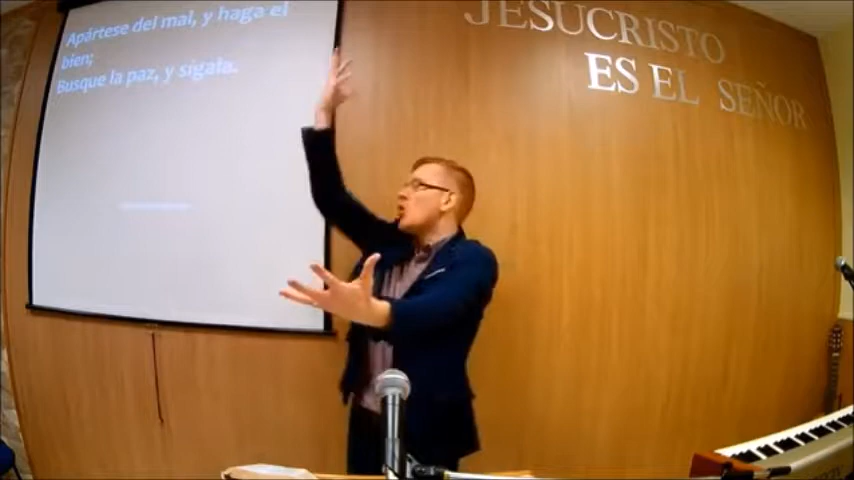 Apártese del mal, y haga el
bien;
Busque la paz, y sígala.
JESUCRISTO
ES EL SEÑOR